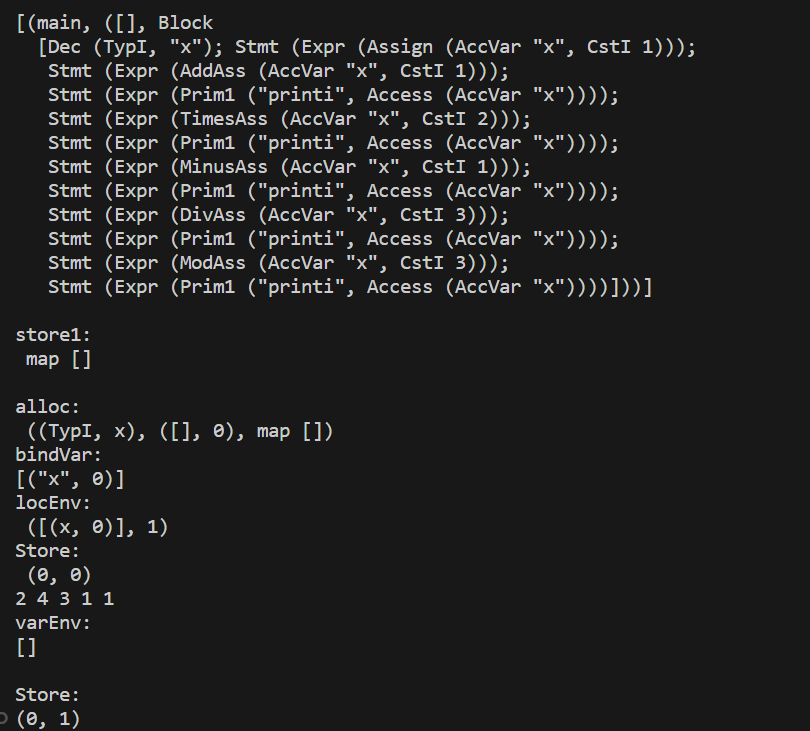 [(main, ([], Block
[Dec (TypI, "x"); Stmt (Expr (Assign (AccVar "x", CstI 1)));
Stmt (Expr (AddAss (AccVar "x", CstI 1)));
Stmt (Expr (Prim1 ("printi", Access (AccVar "x"))));
Stmt (Expr (TimesAss (AccVar "x", CstI 2)));
Stmt (Expr (Prim1 ("printi", Access (AccVar "x"))));
Stmt (Expr (MinusAss (AccVar "x", CstI 1)));
Stmt (Expr (Prim1 ("printi", Access (AccVar "x"))));
Stmt (Expr (DivAss (AccVar "x", CstI 3)));
Stmt (Expr (Prim1 ("printi", Access (AccVar "x"))));
Stmt (Expr (ModAss (AccVar "x", CstI 3)));
Stmt (Expr (Prim1 ("printi", Access (AccVar "x"))))]))]
store1:
map []
alloc:
((TypI, x), ([], 0), map [])
bindVar:
[("x", 0)]
locEnv:
([(x, 0)], 1)
Store:
(0, 0)
2 4 3 1 1
varEnv:
[]
Store:
(0, 1)